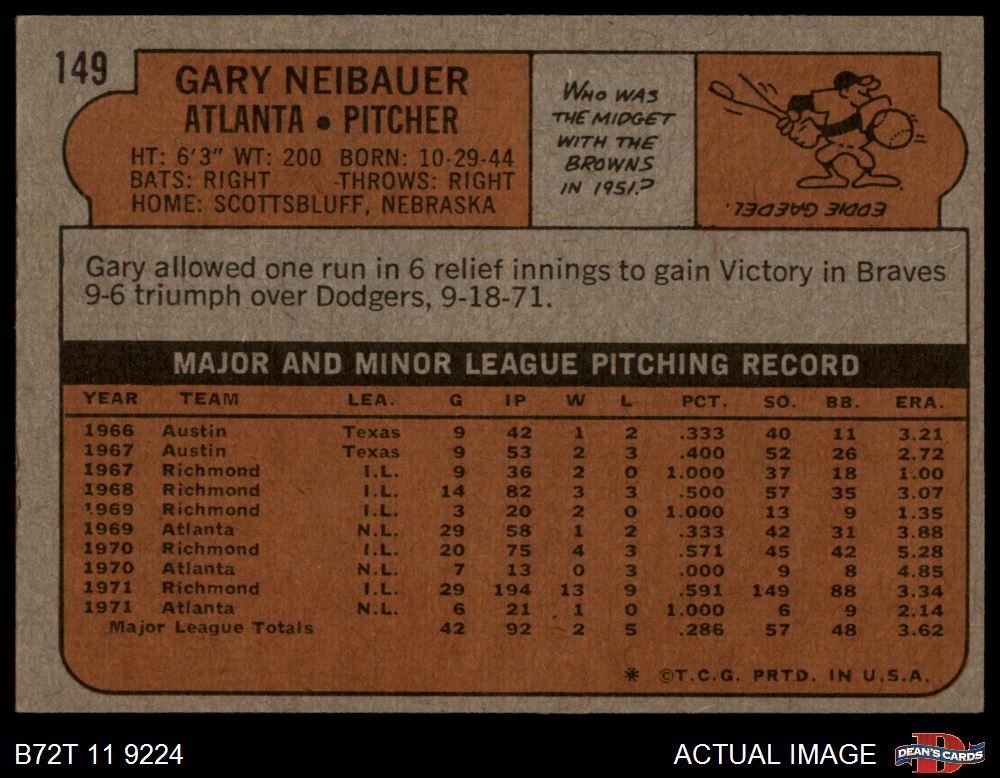 149
GARY NEIBAUER
ATLANTA • PITCHER
HT: 6'3" WT: 200 BORN: 10-29-44
BATS: RIGHT THROWS: RIGHT
HOME: SCOTTSBLUFF, NEBRASKA
WHO WAS
THE MIDGET
WITH THE
BROWNS
IN 1951?
EDDIE GAEDEL.
Gary allowed one run in 6 relief innings to gain Victory in Braves
9-6 triumph over Dodgers, 9-18-71.
MAJOR AND MINOR LEAGUE PITCHING RECORD
YEAR TEAM LEA. G IP W L PCT. SO. BB. ERA.
1966 Austin Texas 9 42 1 2 .333 40 11 3.21
1967 Austin Texas 9 53 2 3 .400 52 26 2.72
1967 Richmond I.L. 9 36 2 0 1.000 37 18 1.00
1968 Richmond I.L. 14 82 3 3 .500 57 35 3.07
1969 Richmond I.L. 3 20 2 0 1.000 13 9 1.35
1969 Atlanta N.L. 29 58 1 2 .333 42 31 3.88
1970 Richmond I.L. 20 75 4 3 .571 45 42 5.28
1970 Atlanta N.L. 7 13 0 3 .000 9 8 4.85
1971 Richmond I.L. 29 194 13 9 .591 149 88 3.34
1971 Atlanta N.L. 6 21 1 0 1.000 6 9 2.14
Major League Totals 42 92 2 5 .286 57 48 3.62
* ©T.C.G. PRTD. IN U.S.A.
B72T 11 9224
ACTUAL IMAGE
D
DEAN'S CARDS